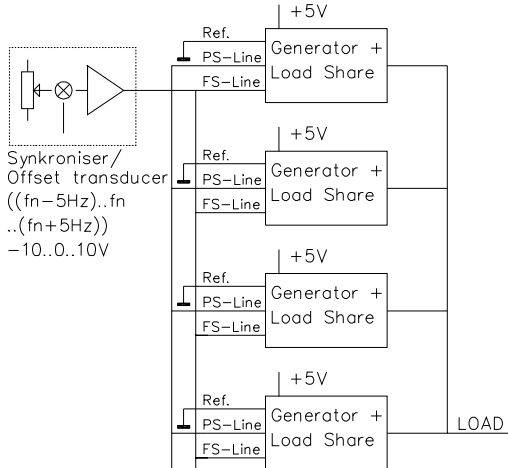 +5V
Ref.
PS-Line
FS-Line
Generator +
Load Share
Synkroniser/
Offset transducer
((fn-5Hz)..fn
..(fn+5Hz))
-10..0..10V
+5V
Ref.
PS-Line
FS-Line
Generator +
Load Share
+5V
Ref.
PS-Line
FS-Line
Generator +
Load Share
+5V
Ref.
PS-Line
FS-Line
Generator +
Load Share
LOAD